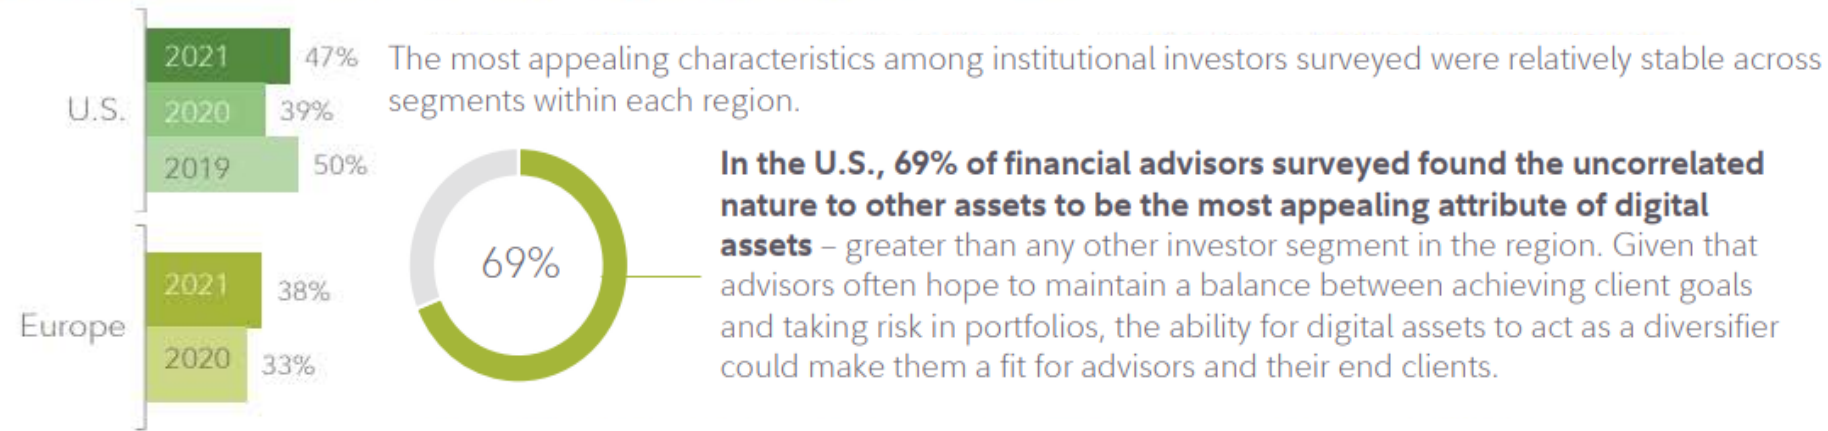 U.S.
2021 47%
2020 39%
2019 50%
Europe
2021 38%
2020 33%
The most appealing characteristics among institutional investors surveyed were relatively stable across
segments within each region.
69%
In the U.S., 69% of financial advisors surveyed found the uncorrelated
nature to other assets to be the most appealing attribute of digital
assets – greater than any other investor segment in the region. Given that
advisors often hope to maintain a balance between achieving client goals
and taking risk in portfolios, the ability for digital assets to act as a diversifier
could make them a fit for advisors and their end clients.